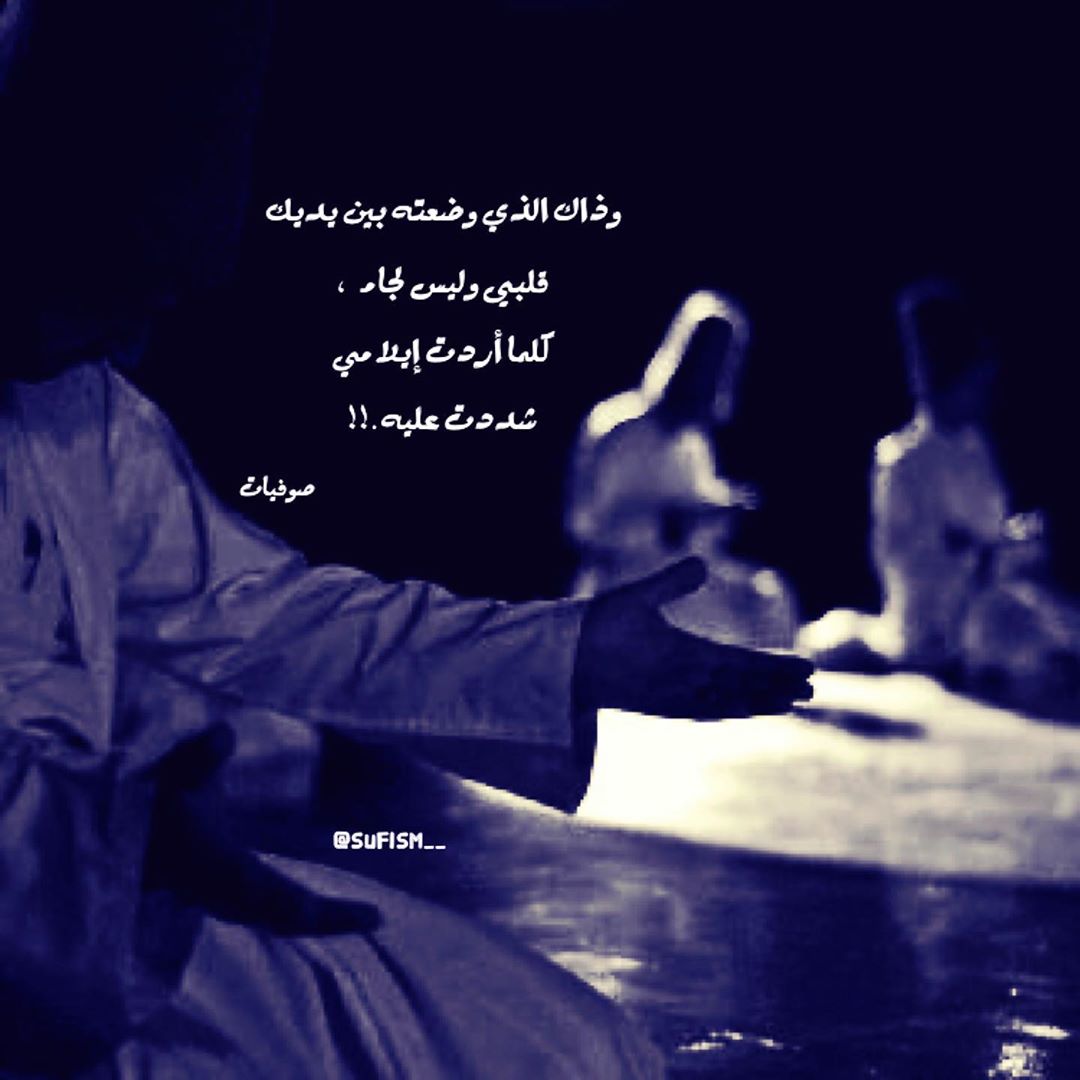 وذاك الذي وضعته بين يديك
قلبي وليس لجام ،
كلما أردت إيلامي
شددت عليه.!!
صوفيات
@SUFISM__